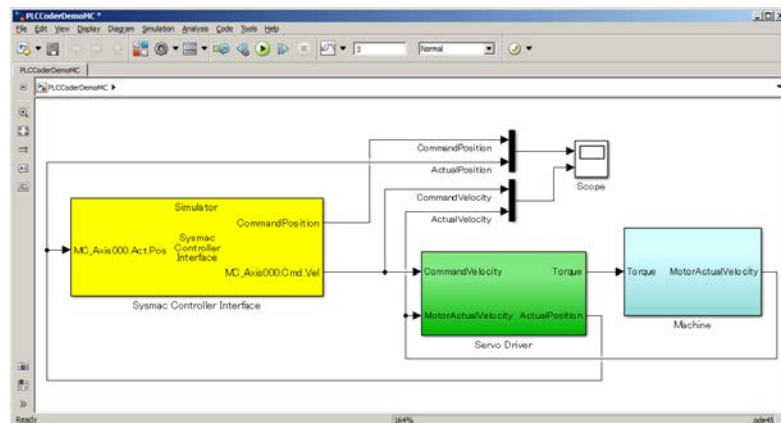 PLCCoderDemoMC *
File Edit View Display Diagram Simulation Analysis Code Tools Help
3
Normal
PLCCoderDemoMC
PLCCoderDemoMC
CommandPosition
ActualPosition
Scope
CommandVelocity
ActualVelocity
Simulator
CommandPosition
Sysmac
Controller
Interface
MC_Axis000.Act.Pos
MC_Axis000.Cmd.Vel
Sysmac Controller Interface
CommandVelocity
Torque
MotorActualVelocity
ActualPosition
Servo Driver
Torque
MotorActualVelocity
Machine
Ready
164%
ode45